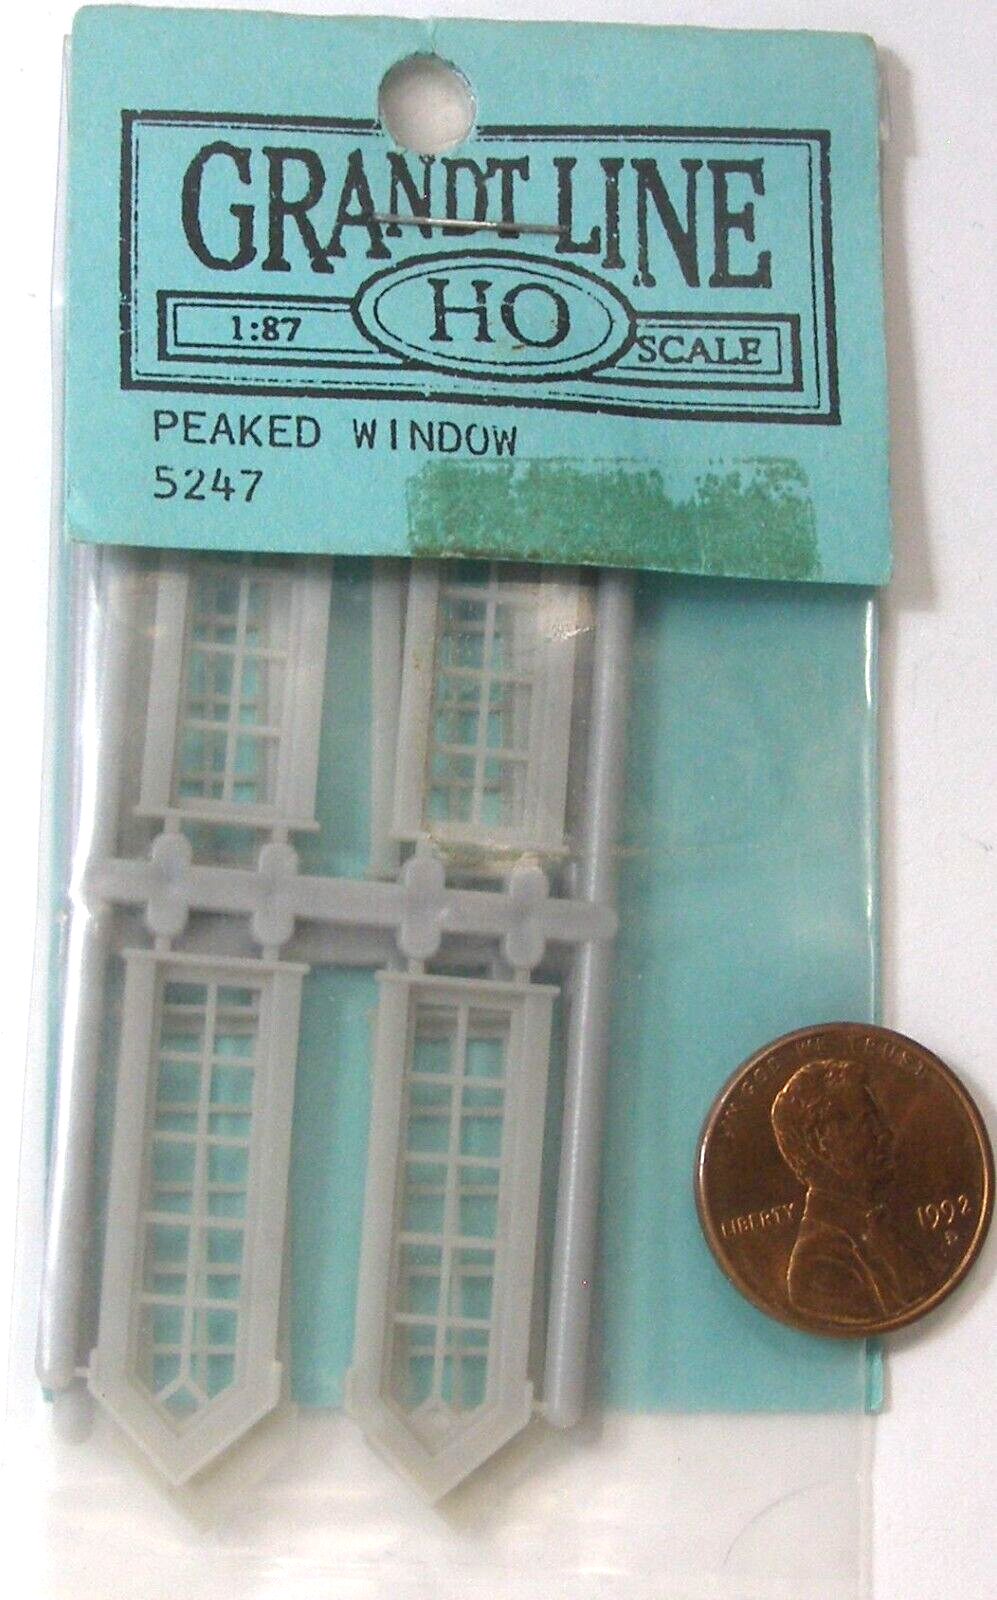 GRANDT LINE
1:87 HO SCALE
PEAKED WINDOW
5247
IN GOD WE TRUST
LIBERTY
1992